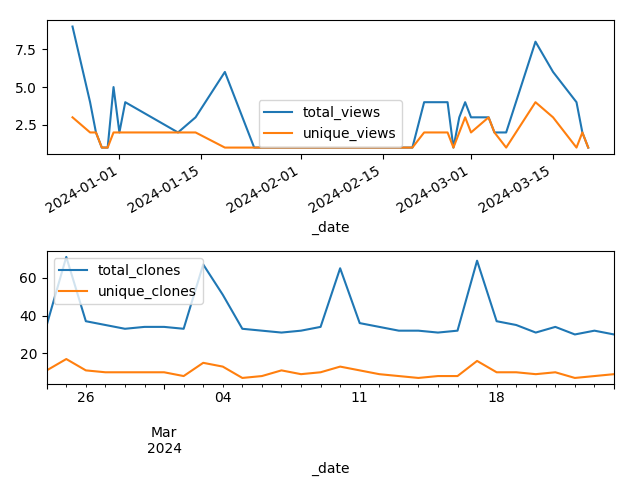 7.5
5.0
2.5
total_views
unique_views
2024-01-01
2024-01-15
2024-02-01
2024-02-15
2024-03-01
2024-03-15
_date
60
40
20
total_clones
unique_clones
26
04
11
18
Mar
2024
_date